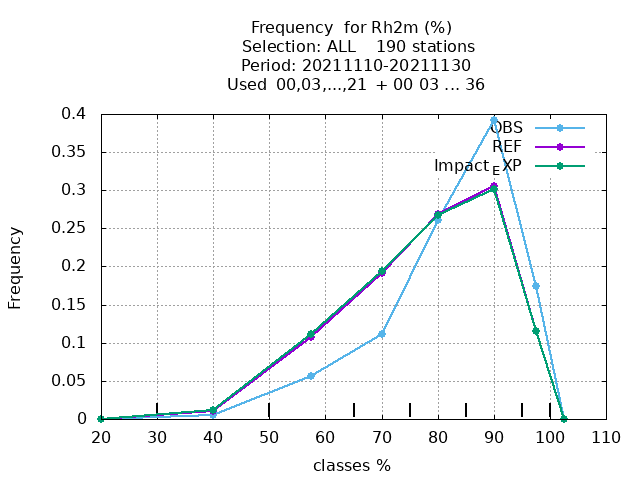 Frequency  for Rh2m (%)
Selection: ALL    190 stations
Period: 20211110-20211130
Used  00,03,...,21  + 00 03 ... 36
OBS
REF
Impact_EXP
Frequency
0.4
0.35
0.3
0.25
0.2
0.15
0.1
0.05
0
20 30 40 50 60 70 80 90 100 110
classes %